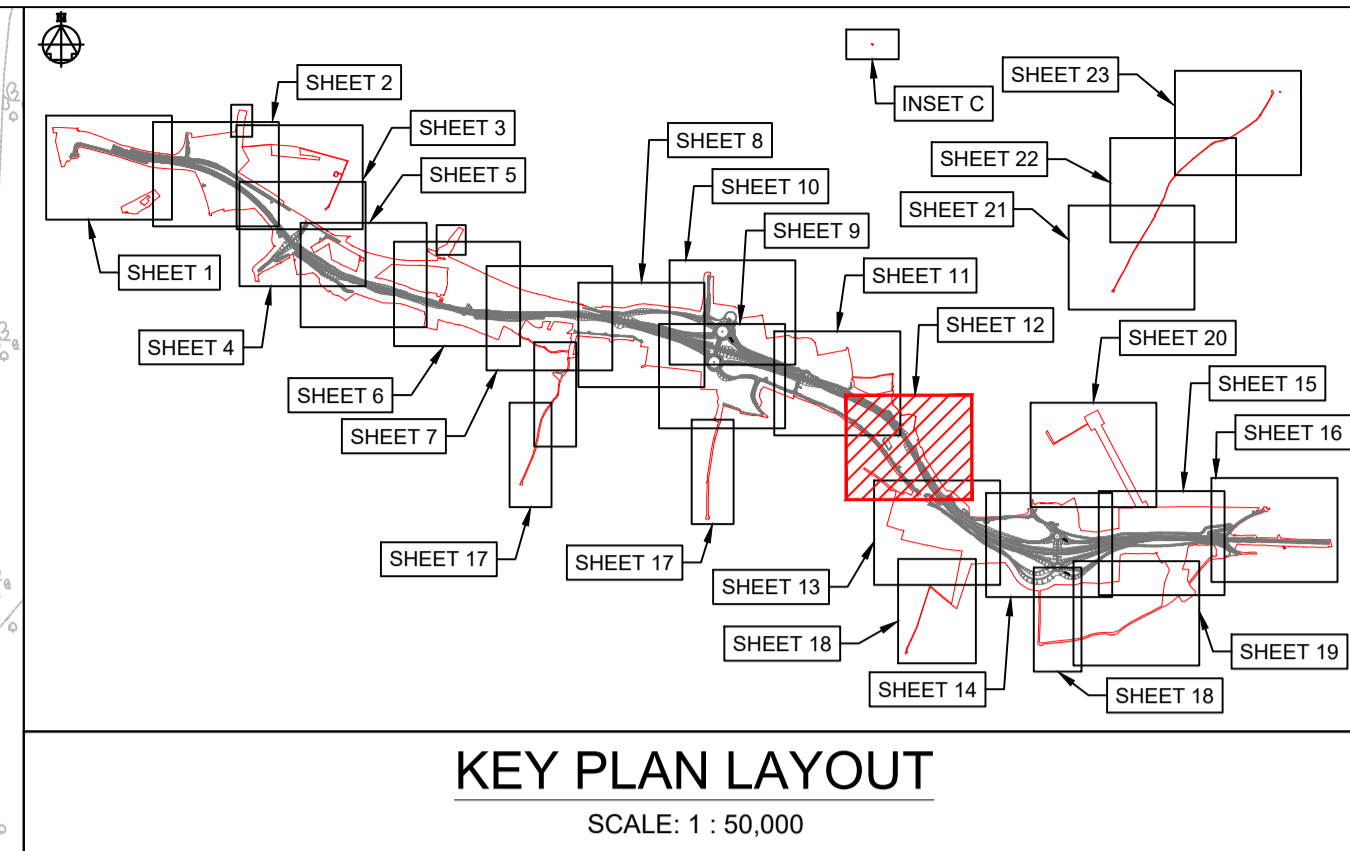 N
INSET C
SHEET 23
SHEET 2
SHEET 3
SHEET 8
SHEET 22
SHEET 5
SHEET 10
SHEET 21
SHEET 9
SHEET 1
SHEET 11
SHEET 12
SHEET 20
SHEET 4
SHEET 15
SHEET 6
SHEET 7
SHEET 16
SHEET 17
SHEET 17
SHEET 13
SHEET 18
SHEET 19
SHEET 14
SHEET 18
KEY PLAN LAYOUT
SCALE: 1 : 50,000